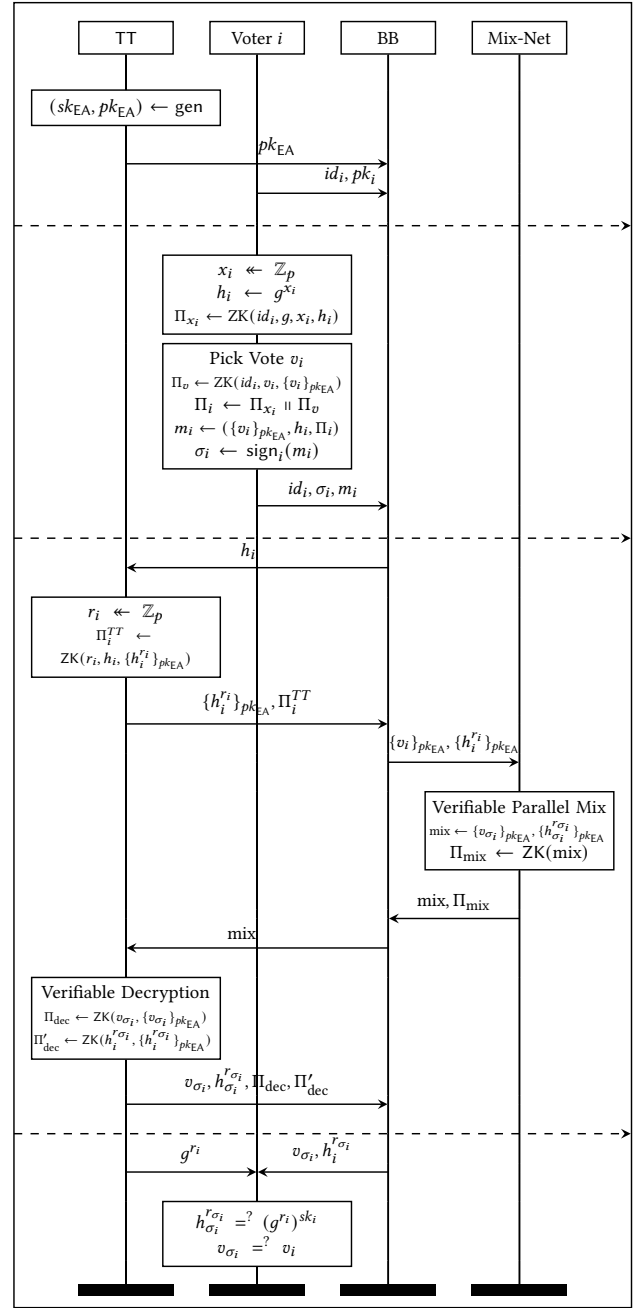 TT Voter i BB Mix-Net
(sk_EA, pk_EA) ← gen
pk_EA
id_i, pk_i
x_i ↞ ℤ_p
h_i ← g^{x_i}
Π_{x_i} ← ZK(id_i, g, x_i, h_i)
Pick Vote v_i
Π_v ← ZK(id_i, v_i, {v_i}_{pk_EA})
Π_i ← Π_{x_i} || Π_v
m_i ← ({v_i}_{pk_EA}, h_i, Π_i)
σ_i ← sign_i(m_i)
id_i, σ_i, m_i
h_i
r_i ↞ ℤ_p
Π_i^{TT} ←
ZK(r_i, h_i, {h_i^{r_i}}_{pk_EA})
{h_i^{r_i}}_{pk_EA}, Π_i^{TT}
{v_i}_{pk_EA}, {h_i^{r_i}}_{pk_EA}
Verifiable Parallel Mix
mix ← {v_{σ_i}}_{pk_EA}, {h_{σ_i}^{r_{σ_i}}}_{pk_EA}
Π_mix ← ZK(mix)
mix, Π_mix
mix
Verifiable Decryption
Π_dec ← ZK(v_{σ_i}, {v_{σ_i}}_{pk_EA})
Π′_dec ← ZK(h_i^{r_{σ_i}}, {h_i^{r_{σ_i}}}_{pk_EA})
v_{σ_i}, h_{σ_i}^{r_{σ_i}}, Π_dec, Π′_dec
g^{r_i} v_{σ_i}, h_i^{r_{σ_i}}
h_{σ_i}^{r_{σ_i}} =? (g^{r_i})^{sk_i}
v_{σ_i} =? v_i